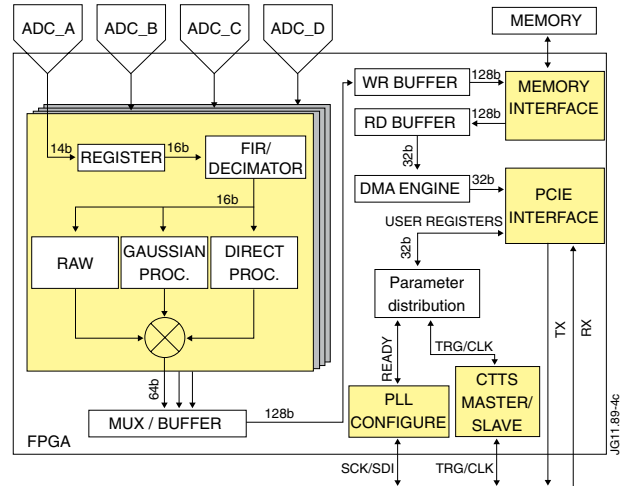 ADC_A
ADC_B
ADC_C
ADC_D
MEMORY
WR BUFFER
128b
MEMORY
INTERFACE
RD BUFFER
128b
14b
REGISTER
16b
FIR/
DECIMATOR
32b
DMA ENGINE
32b
PCIE
INTERFACE
16b
USER REGISTERS
32b
RAW
GAUSSIAN
PROC.
DIRECT
PROC.
Parameter
distribution
TX
RX
READY
TRG/CLK
64b
PLL
CONFIGURE
CTTS
MASTER/
SLAVE
MUX / BUFFER
128b
FPGA
SCK/SDI
TRG/CLK
JG11.89-4c